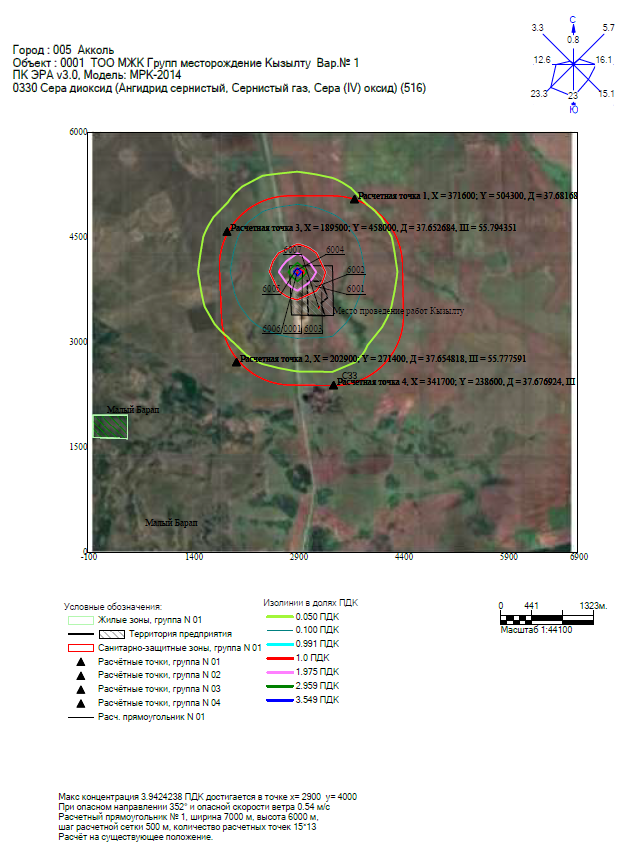 Город : 005 Акколь
Объект : 0001 ТОО МЖК Групп месторождение Кызылту Вар.№ 1
ПК ЭРА v3.0, Модель: МРК-2014
0330 Сера диоксид (Ангидрид сернистый, Сернистый газ, Сера (IV) оксид) (516)
С
3.3
0.8
5.7
12.6
16.1
23.3
23
15.1
Ю
6000
4500
3000
1500
0
-100
1400
2900
4400
5900
6900
Расчетная точка 1, X = 371600; Y = 504300, Д = 37.68168
Расчетная точка 3, X = 189500; Y = 458000, Д = 37.652684, Ш = 55.794351
6007
6004
6002
6005
6001
Место проведение работ Кызылту
6006
0001
6003
Расчетная точка 2, X = 202900; Y = 271400, Д = 37.654818, Ш = 55.777591
СЗЗ
Расчетная точка 4, X = 341700; Y = 238600, Д = 37.676924, Ш
Малый Барап
Малый Барап
Условные обозначения:
Жилые зоны, группа N 01
Территория предприятия
Санитарно-защитные зоны, группа N 01
Расчётные точки, группа N 01
Расчётные точки, группа N 02
Расчётные точки, группа N 03
Расчётные точки, группа N 04
Расч. прямоугольник N 01
Изолинии в долях ПДК
0.050 ПДК
0.100 ПДК
0.991 ПДК
1.0 ПДК
1.975 ПДК
2.959 ПДК
3.549 ПДК
0 441 1323м.
Масштаб 1:44100
Макс концентрация 3.9424238 ПДК достигается в точке x= 2900 y= 4000
При опасном направлении 352° и опасной скорости ветра 0.54 м/с
Расчетный прямоугольник № 1, ширина 7000 м, высота 6000 м,
шаг расчетной сетки 500 м, количество расчетных точек 15*13
Расчёт на существующее положение.